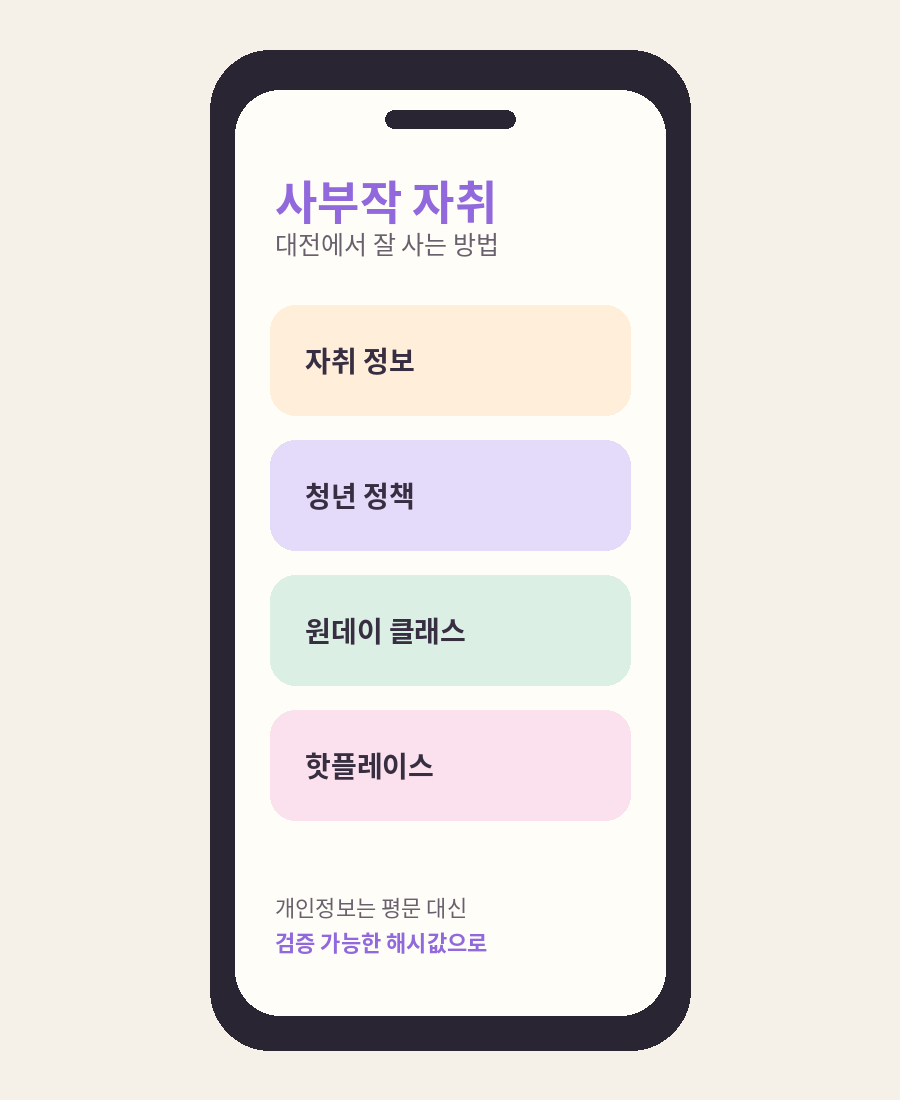 사부작 자취
대전에서 잘 사는 방법
자취 정보
청년 정책
원데이 클래스
핫플레이스
개인정보는 평문 대신
검증 가능한 해시값으로